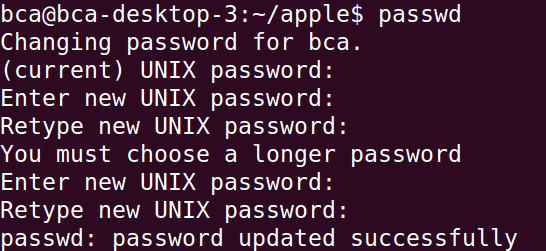 bca@bca-desktop-3:~/apple$ passwd
Changing password for bca.
(current) UNIX password:
Enter new UNIX password:
Retype new UNIX password:
You must choose a longer password
Enter new UNIX password:
Retype new UNIX password:
passwd: password updated successfully